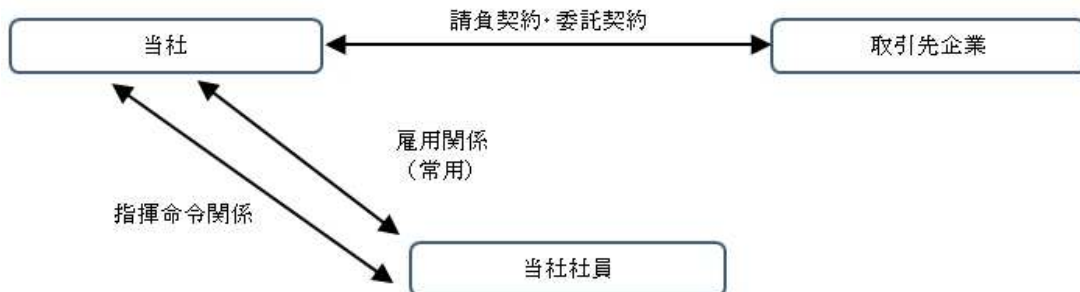 請負契約・委託契約
当社
取引先企業
雇用関係
（常用）
指揮命令関係
当社社員